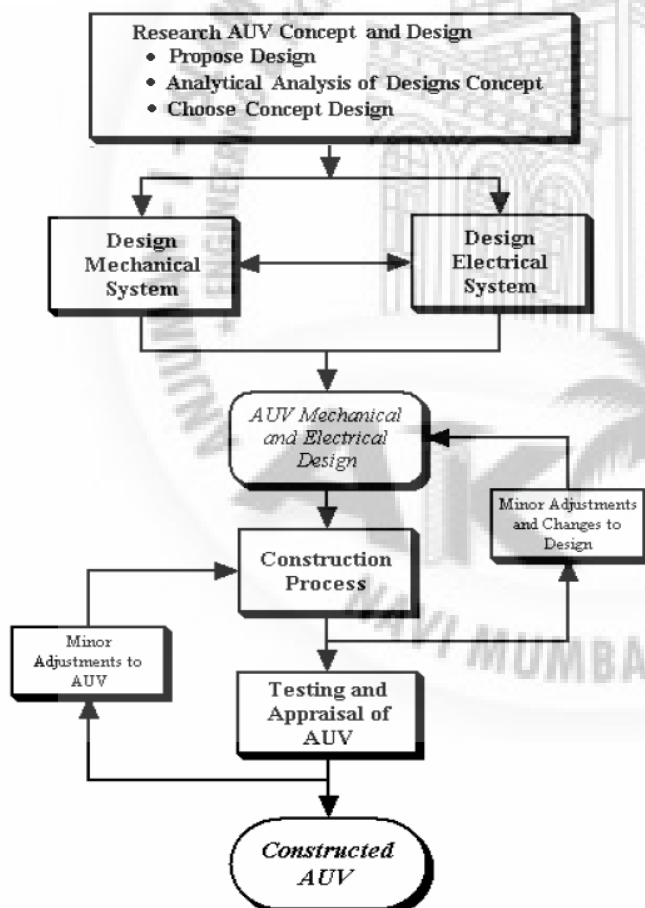 Research AUV Concept and Design
• Propose Design
• Analytical Analysis of Designs Concept
• Choose Concept Design
Design
Mechanical
System
Design
Electrical
System
AUV Mechanical
and Electrical
Design
Minor Adjustments
and Changes to
Design
Construction
Process
Minor
Adjustments to
AUV
Testing and
Appraisal of
AUV
Constructed
AUV
NAVI MUMBA